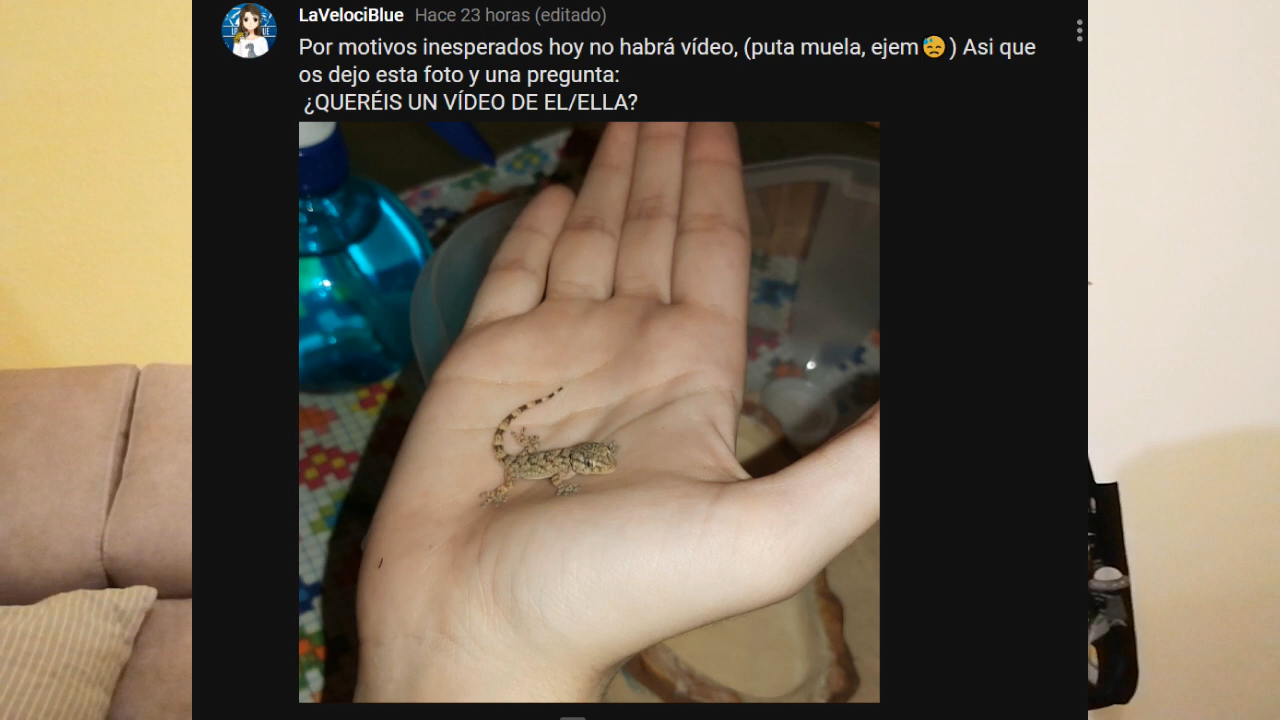 LaVelociBlue Hace 23 horas (editado)
Por motivos inesperados hoy no habrá vídeo, (puta muela, ejem😓) Asi que
os dejo esta foto y una pregunta:
¿QUERÉIS UN VÍDEO DE EL/ELLA?